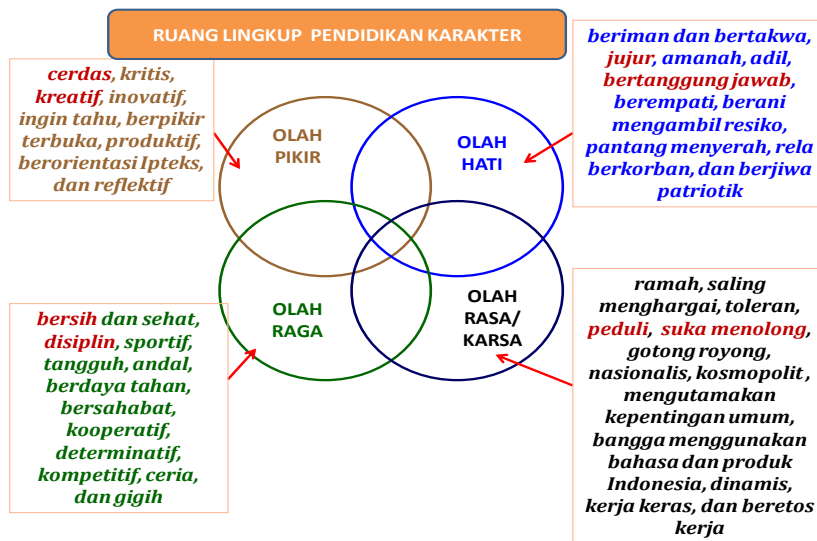 RUANG LINGKUP PENDIDIKAN KARAKTER
cerdas, kritis,
kreatif, inovatif,
ingin tahu, berpikir
terbuka, produktif,
berorientasi Ipteks,
dan reflektif
beriman dan bertakwa,
jujur, amanah, adil,
bertanggung jawab,
berempati, berani
mengambil resiko,
pantang menyerah, rela
berkorban, dan berjiwa
patriotik
OLAH
PIKIR
OLAH
HATI
OLAH
RAGA
OLAH
RASA/
KARSA
bersih dan sehat,
disiplin, sportif,
tangguh, andal,
berdaya tahan,
bersahabat,
kooperatif,
determinatif,
kompetitif, ceria,
dan gigih
ramah, saling
menghargai, toleran,
peduli, suka menolong,
gotong royong,
nasionalis, kosmopolit ,
mengutamakan
kepentingan umum,
bangga menggunakan
bahasa dan produk
Indonesia, dinamis,
kerja keras, dan beretos
kerja